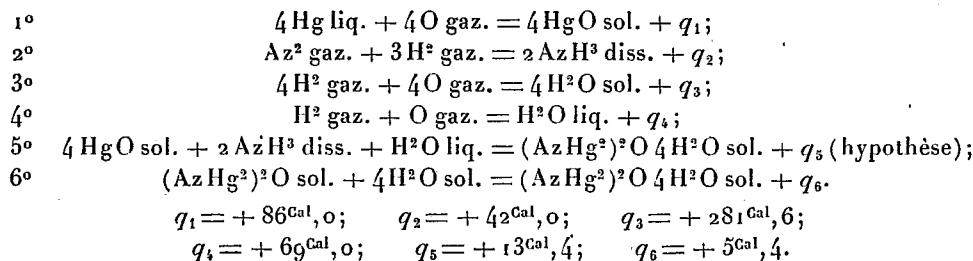 1° 4Hg liq. + 4O gaz. = 4HgO sol. + q₁;
2° Az² gaz. + 3H² gaz. = 2AzH³ diss. + q₂;
3° 4H² gaz. + 4O gaz. = 4H²O sol. + q₃;
4° H² gaz. + O gaz. = H²O liq. + q₄;
5° 4HgO sol. + 2AzH³ diss. + H²O liq. = (AzHg²)²O 4H²O sol. + q₅ (hypothèse);
6° (AzHg²)²O sol. + 4H²O sol. = (AzHg²)²O 4H²O sol. + q₆.
q₁ = + 86ᶜᵃˡ,0; q₂ = + 42ᶜᵃˡ,0; q₃ = + 281ᶜᵃˡ,6;
q₄ = + 69ᶜᵃˡ,0; q₅ = + 13ᶜᵃˡ,4; q₆ = + 5ᶜᵃˡ,4.